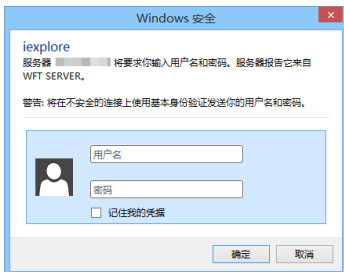 Windows 安全
iexplore
服务器 将要求你输入用户名和密码。服务器报告它来自
WFT SERVER。
警告: 将在不安全的连接上使用基本身份验证发送你的用户名和密码。
用户名
密码
记住我的凭据
确定 取消